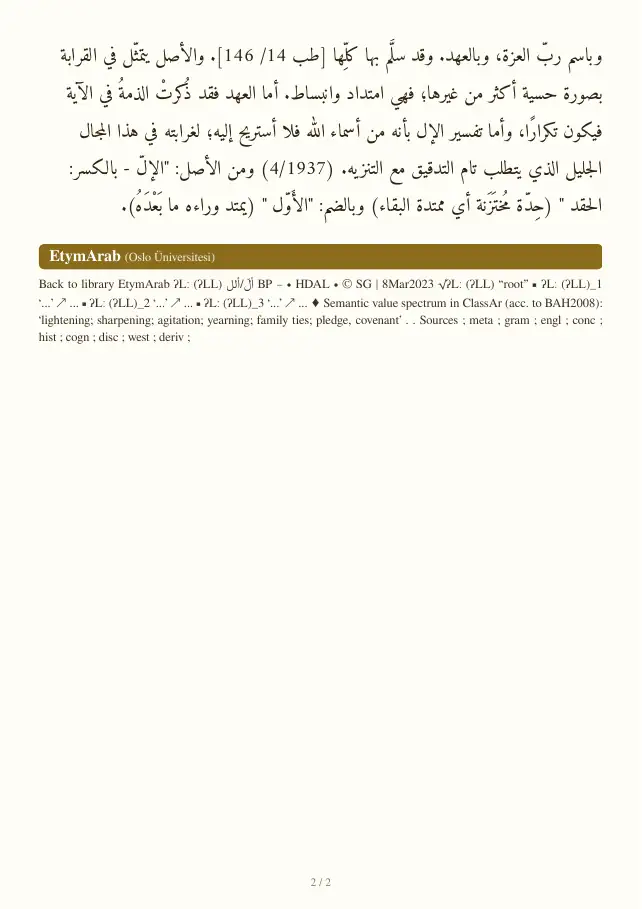 وباسم ربّ العزة، وبالعهد. وقد سلَّم بها كلِّها [طب 14/ 146]. والأصل يتمثّل في القرابة
بصورة حسية أكثر من غيرها؛ فهي امتداد وانبساط. أما العهد فقد ذُكرتْ الذمةُ في الآية
فيكون تكرارًا، وأما تفسير الإل بأنه من أسماء الله فلا أستريح إليه؛ لغرابته في هذا المجال
الجليل الذي يتطلب تام التدقيق مع التنزيه. (4/1937) ومن الأصل: "الإلّ - بالكسر:
الحقد " (حِدّة مُختَزَنة أي ممتدة البقاء) وبالضم: "الأَوّل " (يمتد وراءه ما بَعْدَهُ).
EtymArab (Oslo Üniversitesi)
Back to library EtymArab ʔL: (ʔLL) أل/ألل BP – • HDAL • © SG | 8Mar2023 √ʔL: (ʔLL) “root” ▪ ʔL: (ʔLL)_1
‘...’ ↗ ... ▪ ʔL: (ʔLL)_2 ‘...’ ↗ ... ▪ ʔL: (ʔLL)_3 ‘...’ ↗ ... ♦ Semantic value spectrum in ClassAr (acc. to BAH2008):
‘lightening; sharpening; agitation; yearning; family ties; pledge, covenant’ . . Sources ; meta ; gram ; engl ; conc ;
hist ; cogn ; disc ; west ; deriv ;
2 / 2